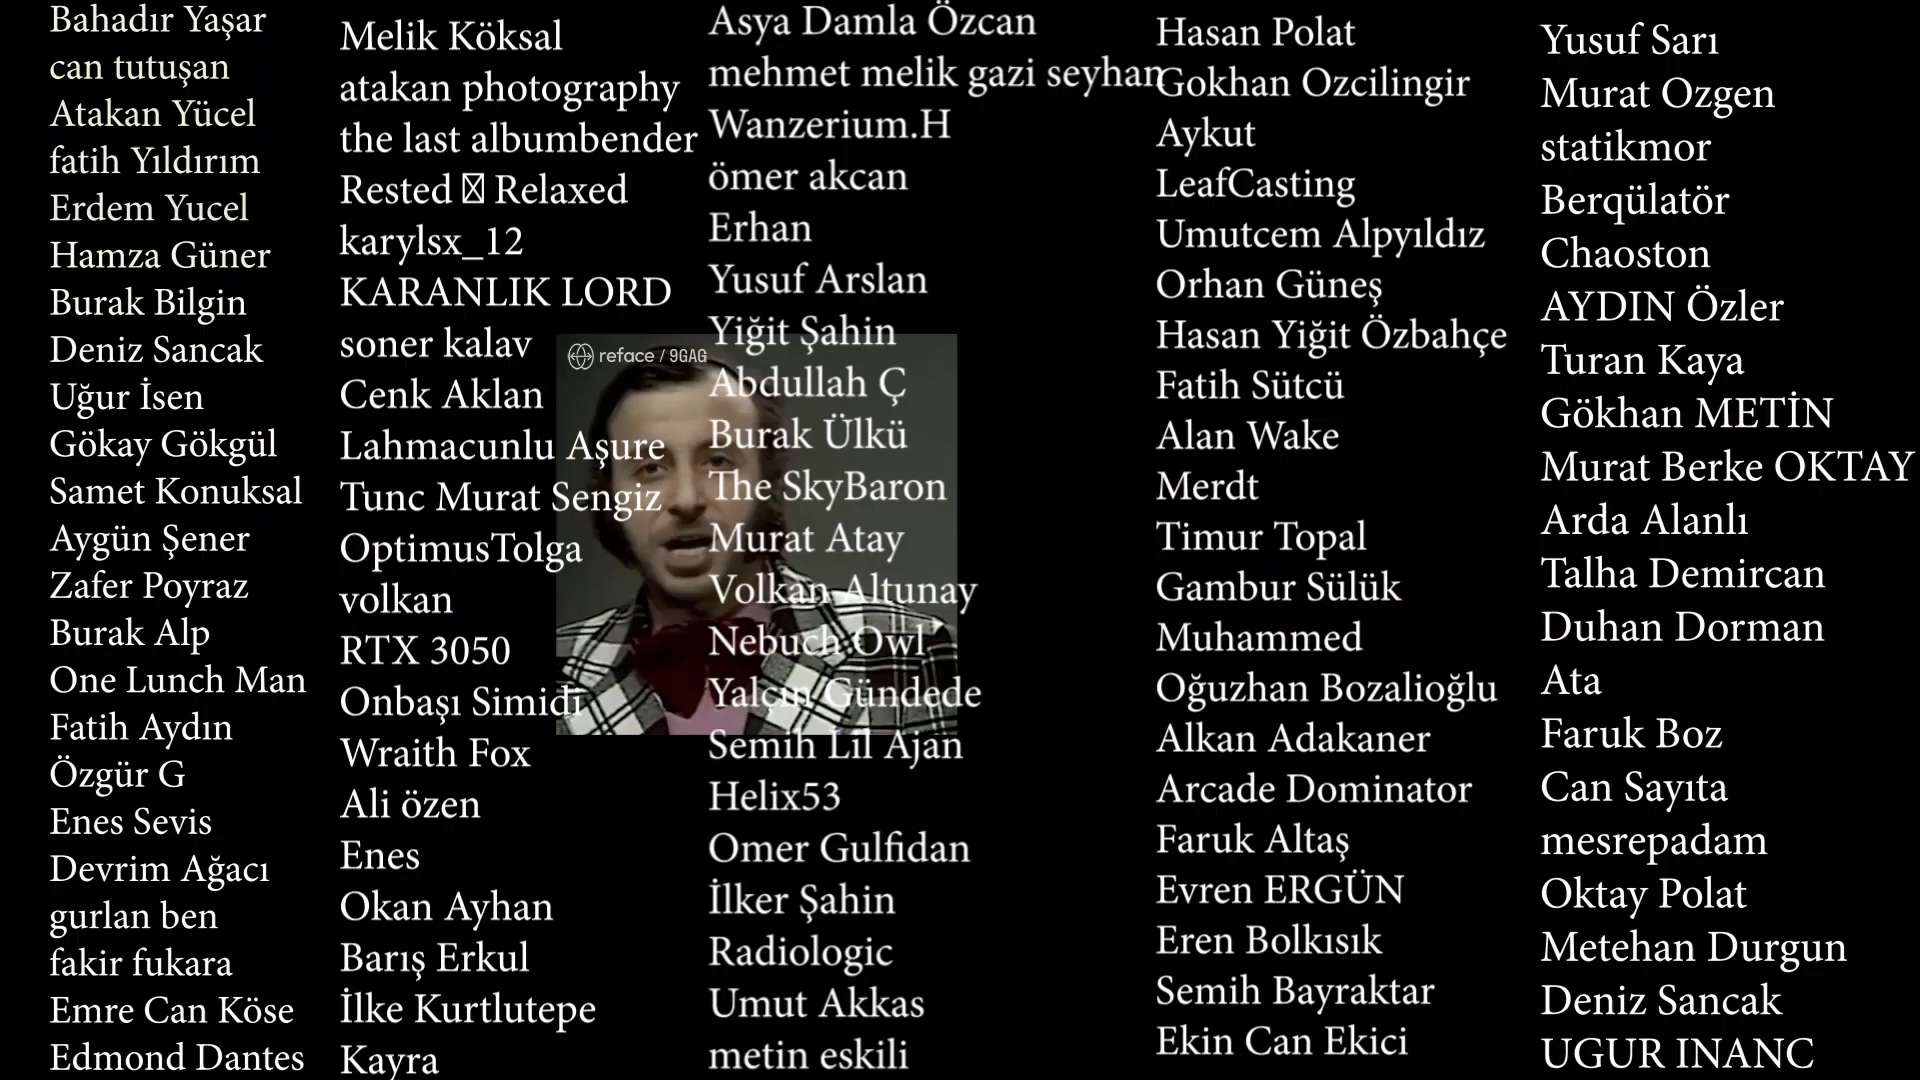 Bahadır Yaşar
can tutuşan
Atakan Yücel
fatih Yıldırım
Erdem Yucel
Hamza Güner
Burak Bilgin
Deniz Sancak
Uğur İsen
Gökay Gökgül
Samet Konuksal
Aygün Şener
Zafer Poyraz
Burak Alp
One Lunch Man
Fatih Aydın
Özgür G
Enes Sevis
Devrim Ağacı
gurlan ben
fakir fukara
Emre Can Köse
Edmond Dantes
Melik Köksal
atakan photography
the last albumbender
Rested Relaxed
karylsx_12
KARANLIK LORD
soner kalav
Cenk Aklan
Lahmacunlu Aşure
Tunc Murat Sengiz
OptimusTolga
volkan
RTX 3050
Onbaşı Simidi
Wraith Fox
Ali özen
Enes
Okan Ayhan
Barış Erkul
İlke Kurtlutepe
Kayra
reface / 9GAG
Asya Damla Özcan
mehmet melik gazi seyhan
Wanzerium.H
ömer akcan
Erhan
Yusuf Arslan
Yiğit Şahin
Abdullah Ç
Burak Ülkü
The SkyBaron
Murat Atay
Volkan Altunay
Nebuch Owl
Yalçın Gündede
Semih Lil Ajan
Helix53
Omer Gulfidan
İlker Şahin
Radiologic
Umut Akkas
metin eskili
Hasan Polat
Gokhan Ozcilingir
Aykut
LeafCasting
Umutcem Alpyıldız
Orhan Güneş
Hasan Yiğit Özbahçe
Fatih Sütcü
Alan Wake
Merdt
Timur Topal
Gambur Sülük
Muhammed
Oğuzhan Bozalioğlu
Alkan Adakaner
Arcade Dominator
Faruk Altaş
Evren ERGÜN
Eren Bolkısık
Semih Bayraktar
Ekin Can Ekici
Yusuf Sarı
Murat Ozgen
statikmor
Berqülatör
Chaoston
AYDIN Özler
Turan Kaya
Gökhan METİN
Murat Berke OKTAY
Arda Alanlı
Talha Demircan
Duhan Dorman
Ata
Faruk Boz
Can Sayıta
mesrepadam
Oktay Polat
Metehan Durgun
Deniz Sancak
UGUR INANC